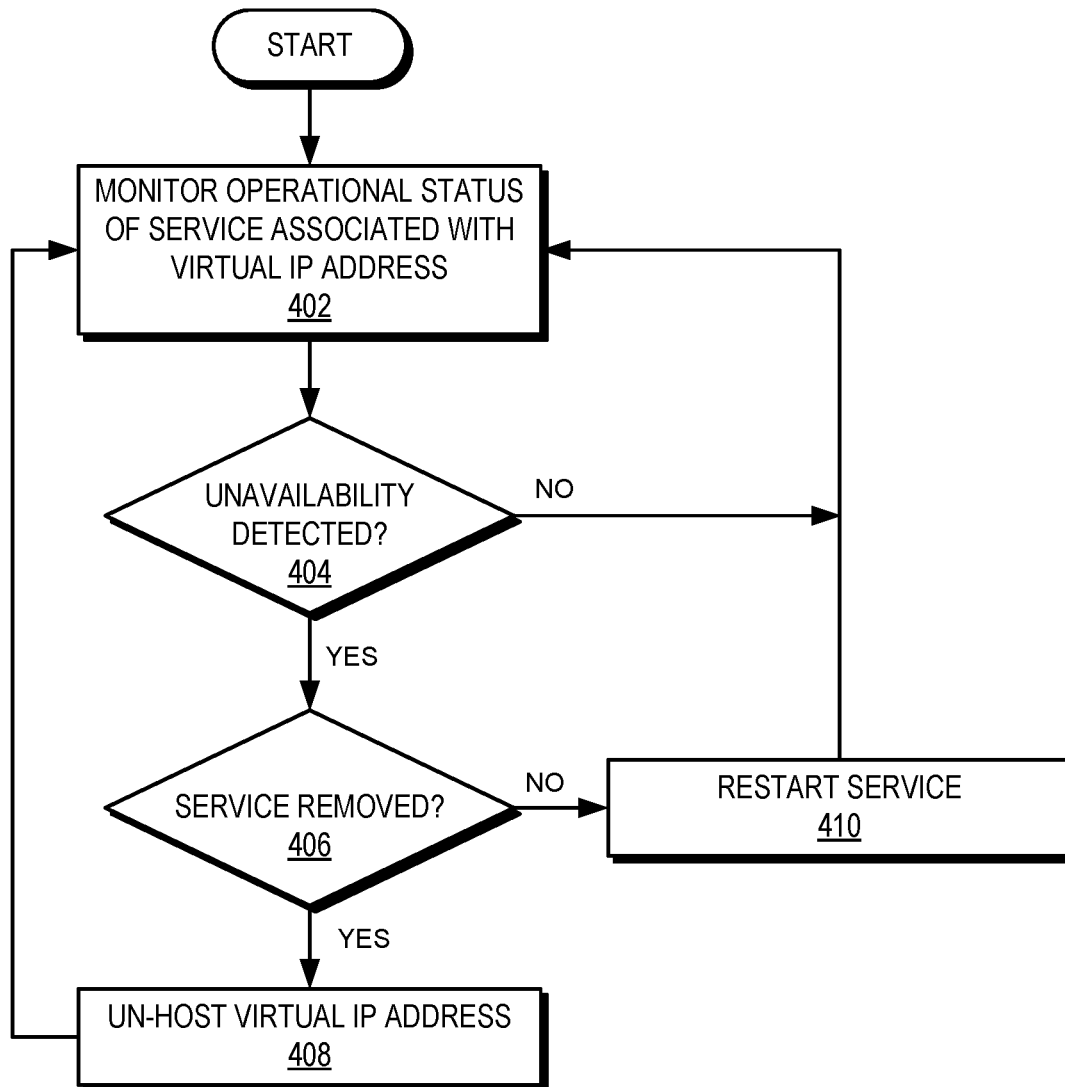 START
MONITOR OPERATIONAL STATUS
OF SERVICE ASSOCIATED WITH
VIRTUAL IP ADDRESS
402
UNAVAILABILITY
DETECTED?
404
NO
YES
SERVICE REMOVED?
406
NO
RESTART SERVICE
410
YES
UN-HOST VIRTUAL IP ADDRESS
408